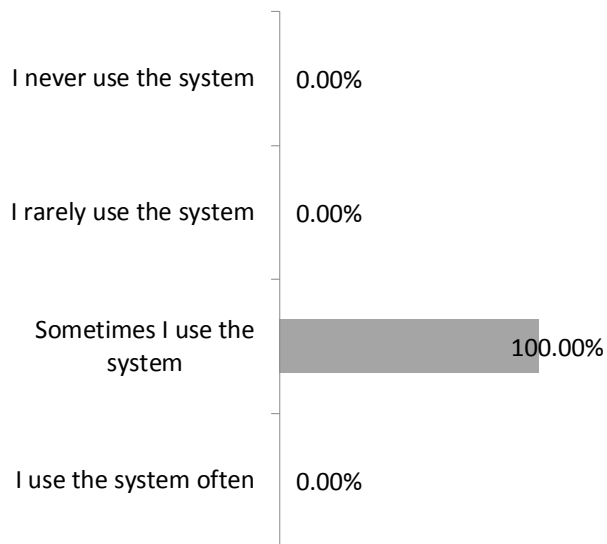 I never use the system 0.00%
I rarely use the system 0.00%
Sometimes I use the
system
100.00%
I use the system often 0.00%